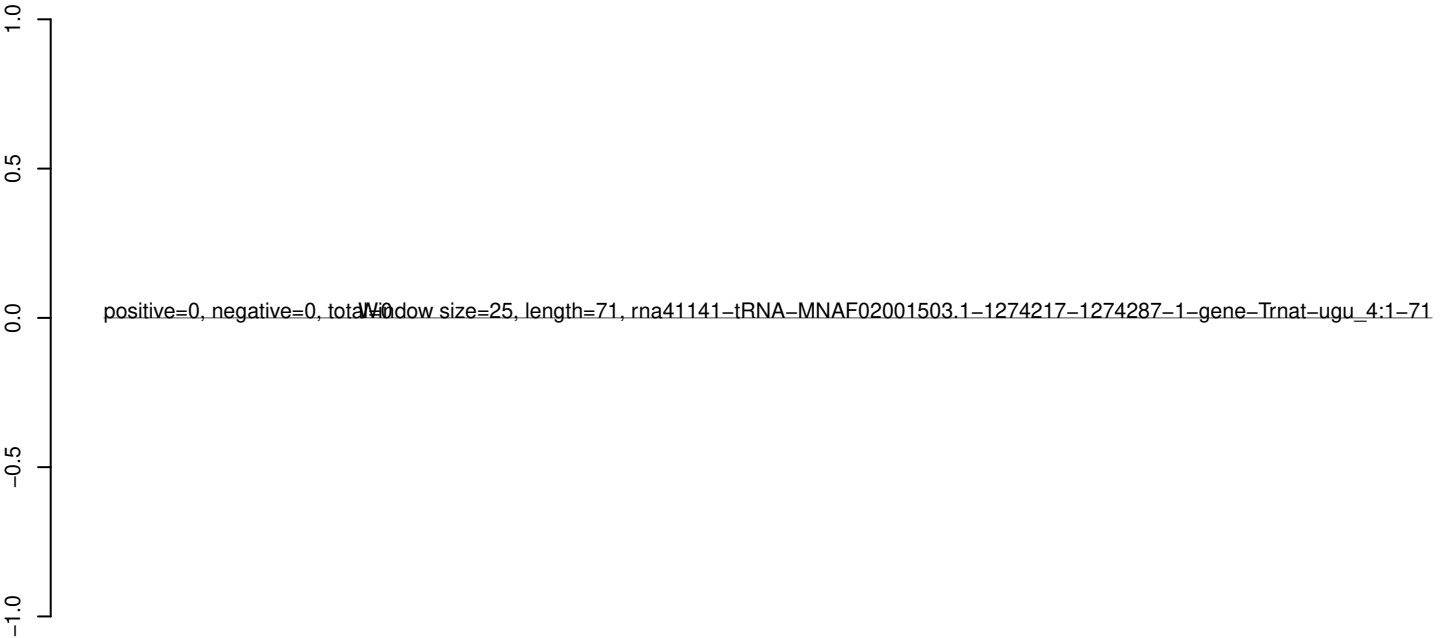 1.0
0.5
0.0
−0.5
−1.0
positive=0, negative=0, total=0
Window size=25, length=71, rna41141−tRNA−MNAF02001503.1−1274217−1274287−1−gene−Trnat−ugu_4:1−71